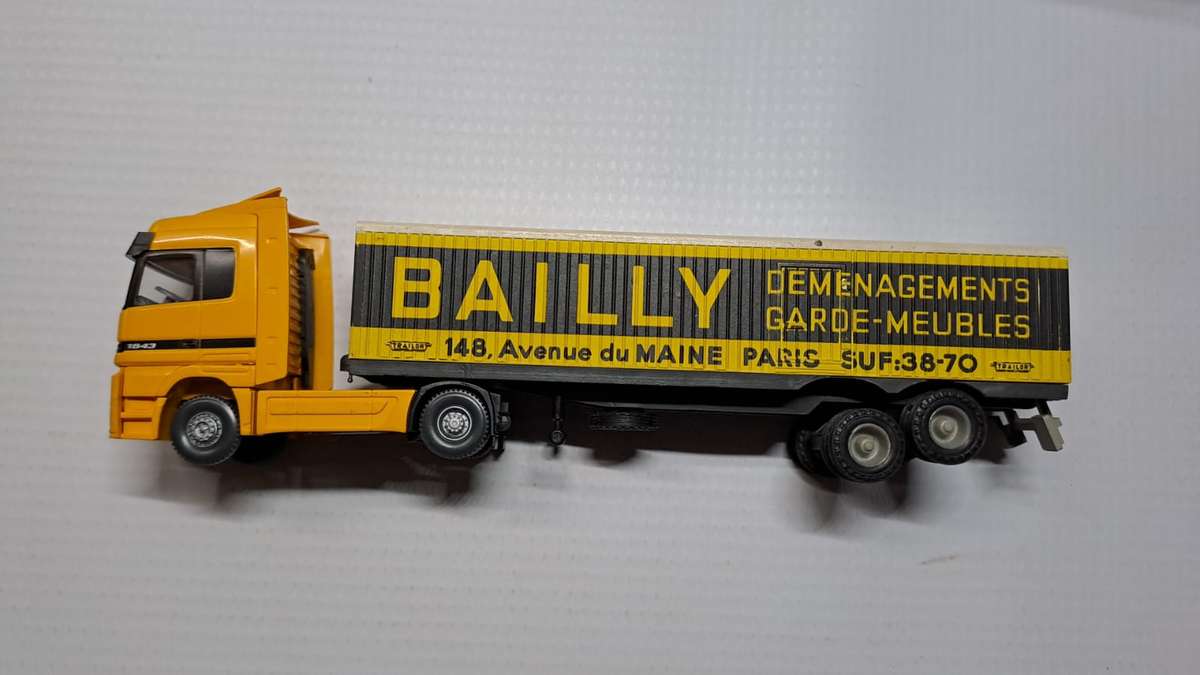 1843
BAILLY
DEMENAGEMENTS
GARDE-MEUBLES
TRAILOR
148, Avenue du MAINE PARIS SUF:38-70
TRAILOR